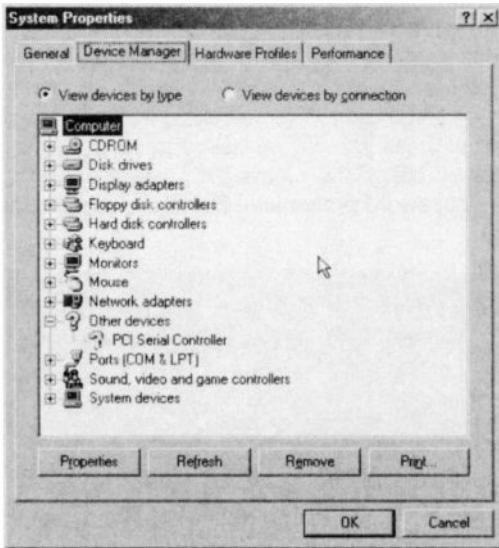 System Properties
General Device Manager Hardware Profiles Performance
View devices by type View devices by connection
Computer
CDROM
Disk drives
Display adapters
Floppy disk controllers
Hard disk controllers
Keyboard
Monitors
Mouse
Network adapters
Other devices
PCI Serial Controller
Ports (COM & LPT)
Sound, video and game controllers
System devices
Properties Refresh Remove Print...
OK Cancel